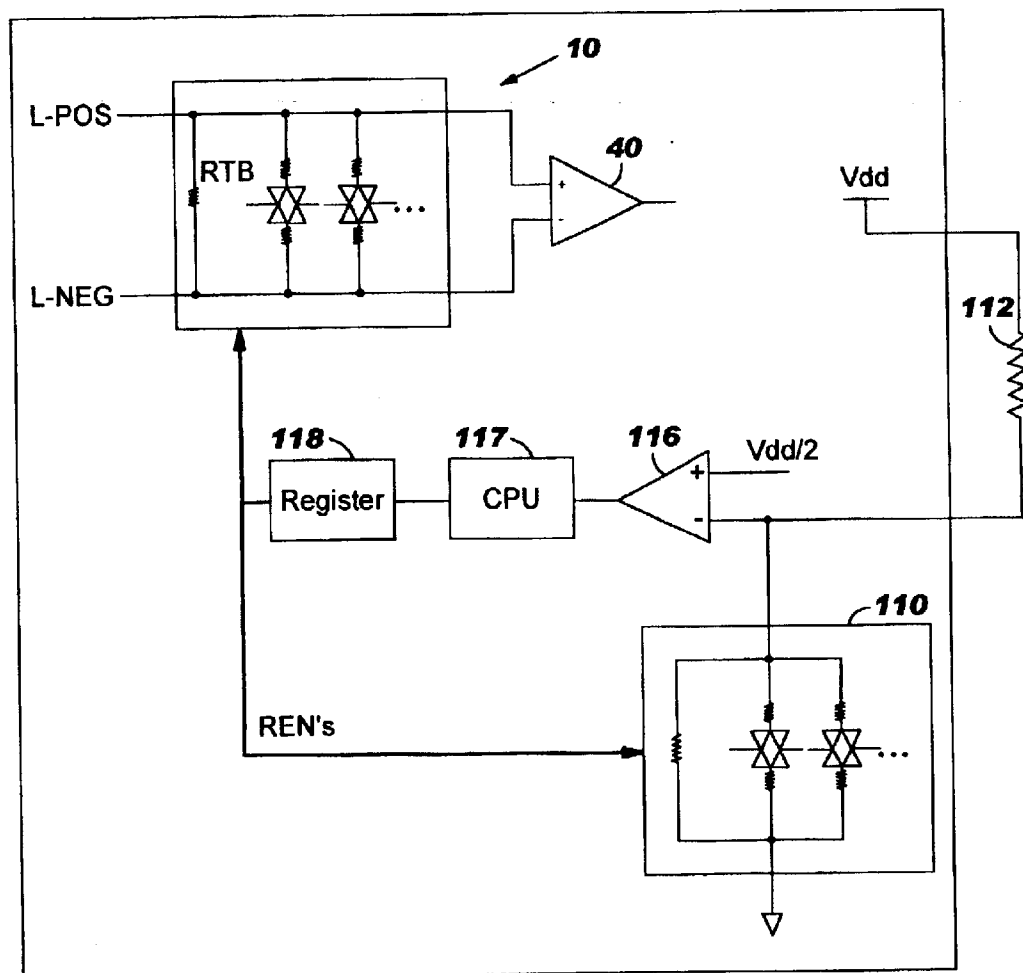 10
L-POS
RTB
40
+
-
...
Vdd
L-NEG
112
118
117
116
Vdd/2
Register
CPU
+
-
110
REN's
...